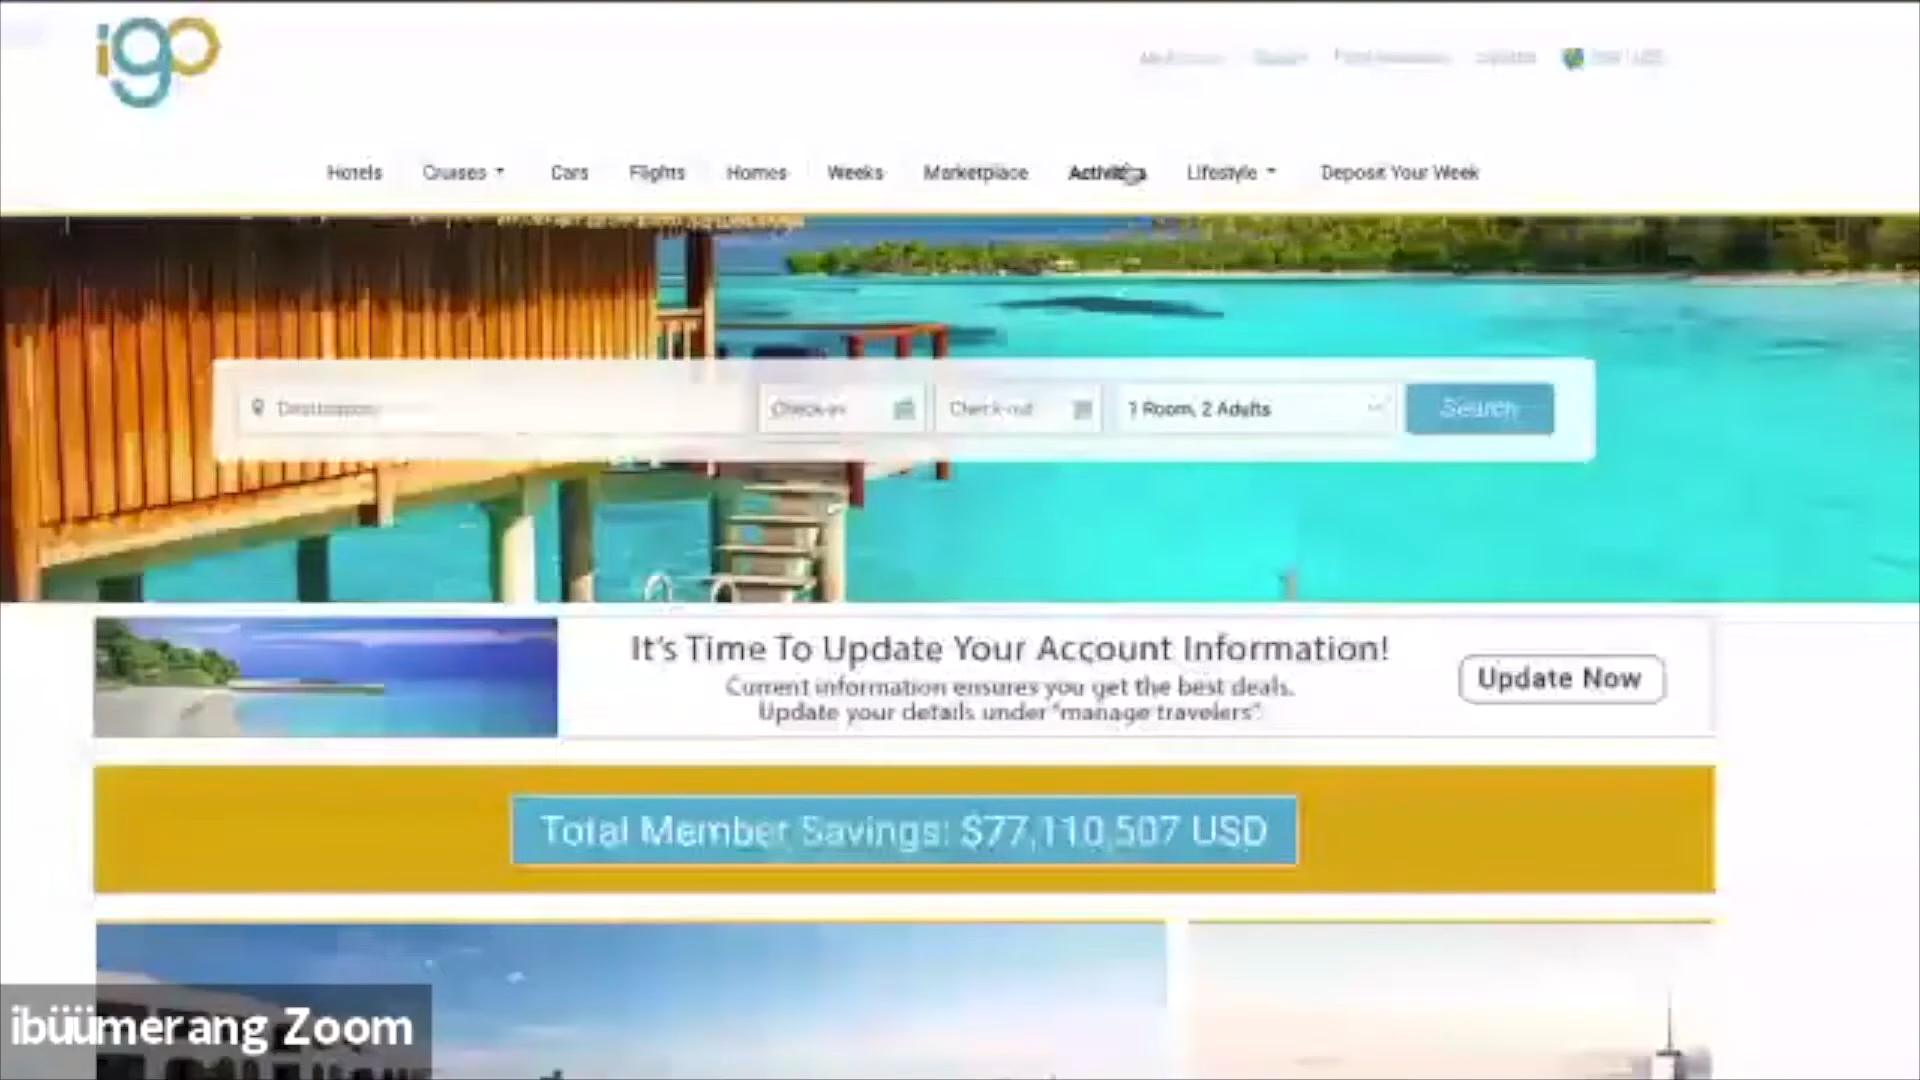 igo
Hotels Cruises Cars Flights Homes Weeks Marketplace Activities Lifestyle Deposit Your Week
Destination Check-in Check-out 1 Room, 2 Adults Search
It's Time To Update Your Account Information!
Current information ensures you get the best deals.
Update your details under "manage travelers".
Update Now
Total Member Savings: $77,110,507 USD
ibüümerang Zoom